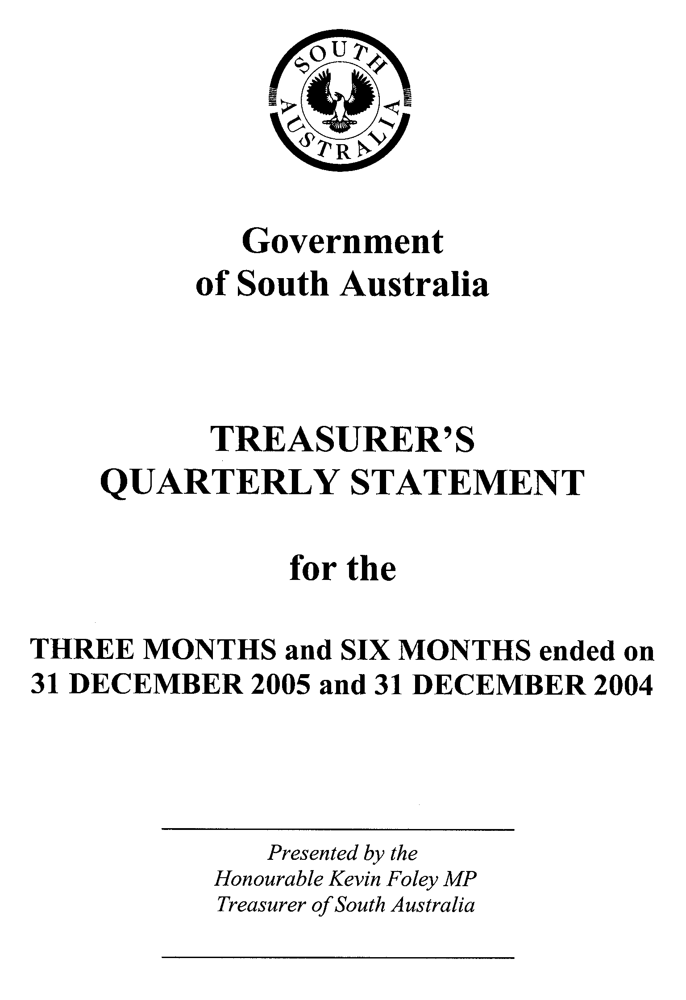 SOUTH
AUSTRALIA
Government
of South Australia
TREASURER'S
QUARTERLY STATEMENT
for the
THREE MONTHS and SIX MONTHS ended on
31 DECEMBER 2005 and 31 DECEMBER 2004
Presented by the
Honourable Kevin Foley MP
Treasurer of South Australia